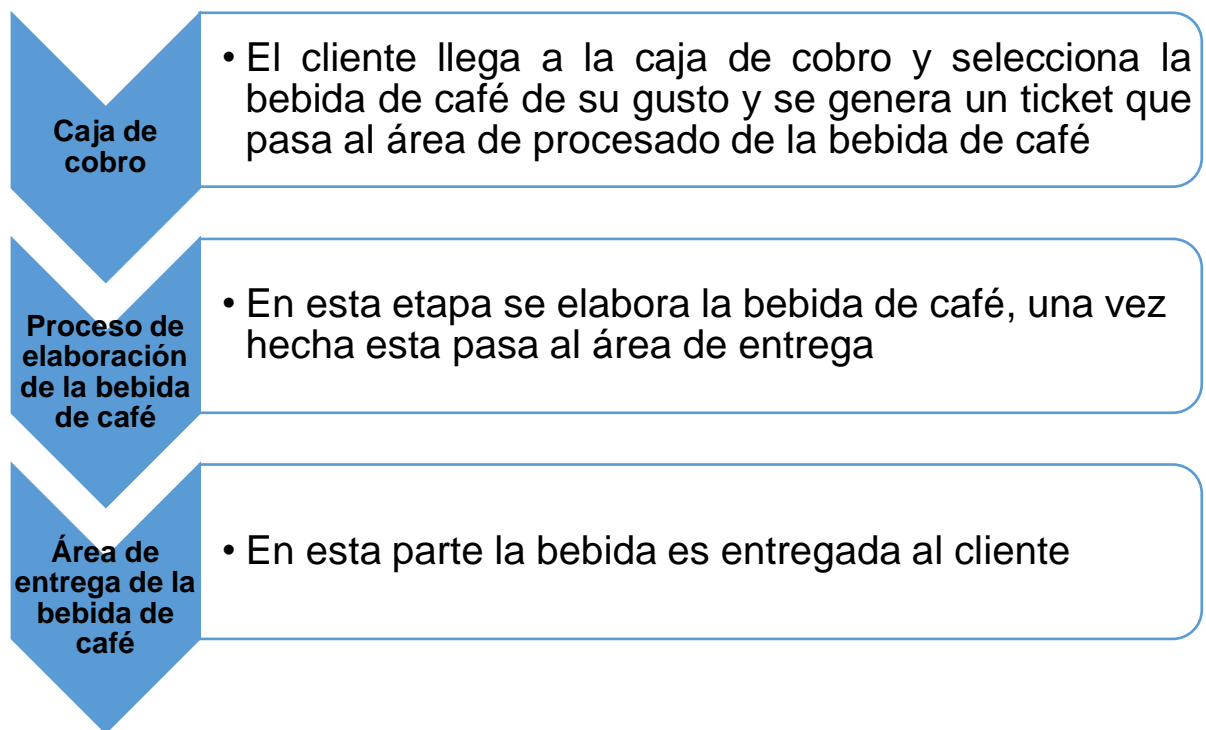 Caja de
cobro
• El cliente llega a la caja de cobro y selecciona la
bebida de café de su gusto y se genera un ticket que
pasa al área de procesado de la bebida de café
Proceso de
elaboración
de la bebida
de café
• En esta etapa se elabora la bebida de café, una vez
hecha esta pasa al área de entrega
Área de
entrega de la
bebida de
café
• En esta parte la bebida es entregada al cliente